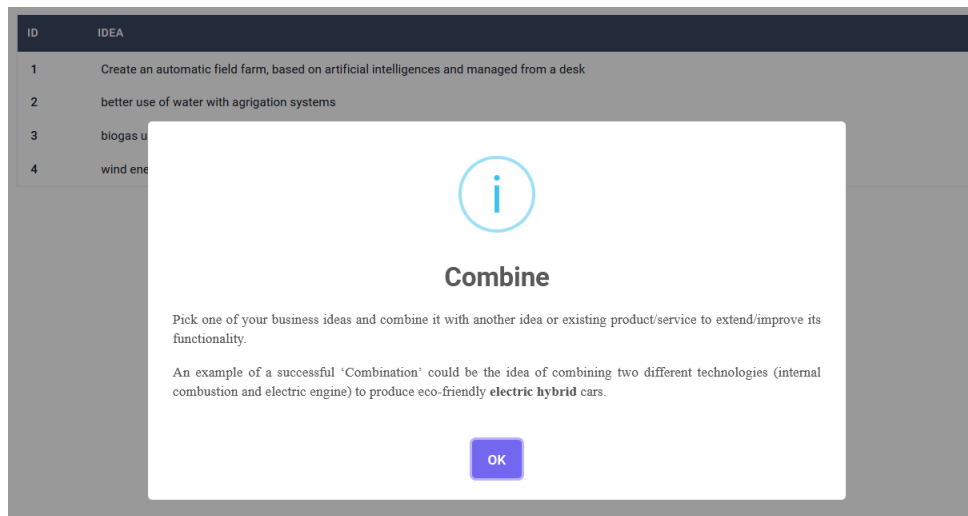 ID IDEA
1 Create an automatic field farm, based on artificial intelligences and managed from a desk
2 better use of water with agrigation systems
3 biogas
4 wind
i
Combine
Pick one of your business ideas and combine it with another idea or existing product/service to extend/improve its
functionality.
An example of a successful ‘Combination’ could be the idea of combining two different technologies (internal
combustion and electric engine) to produce eco-friendly electric hybrid cars.
OK